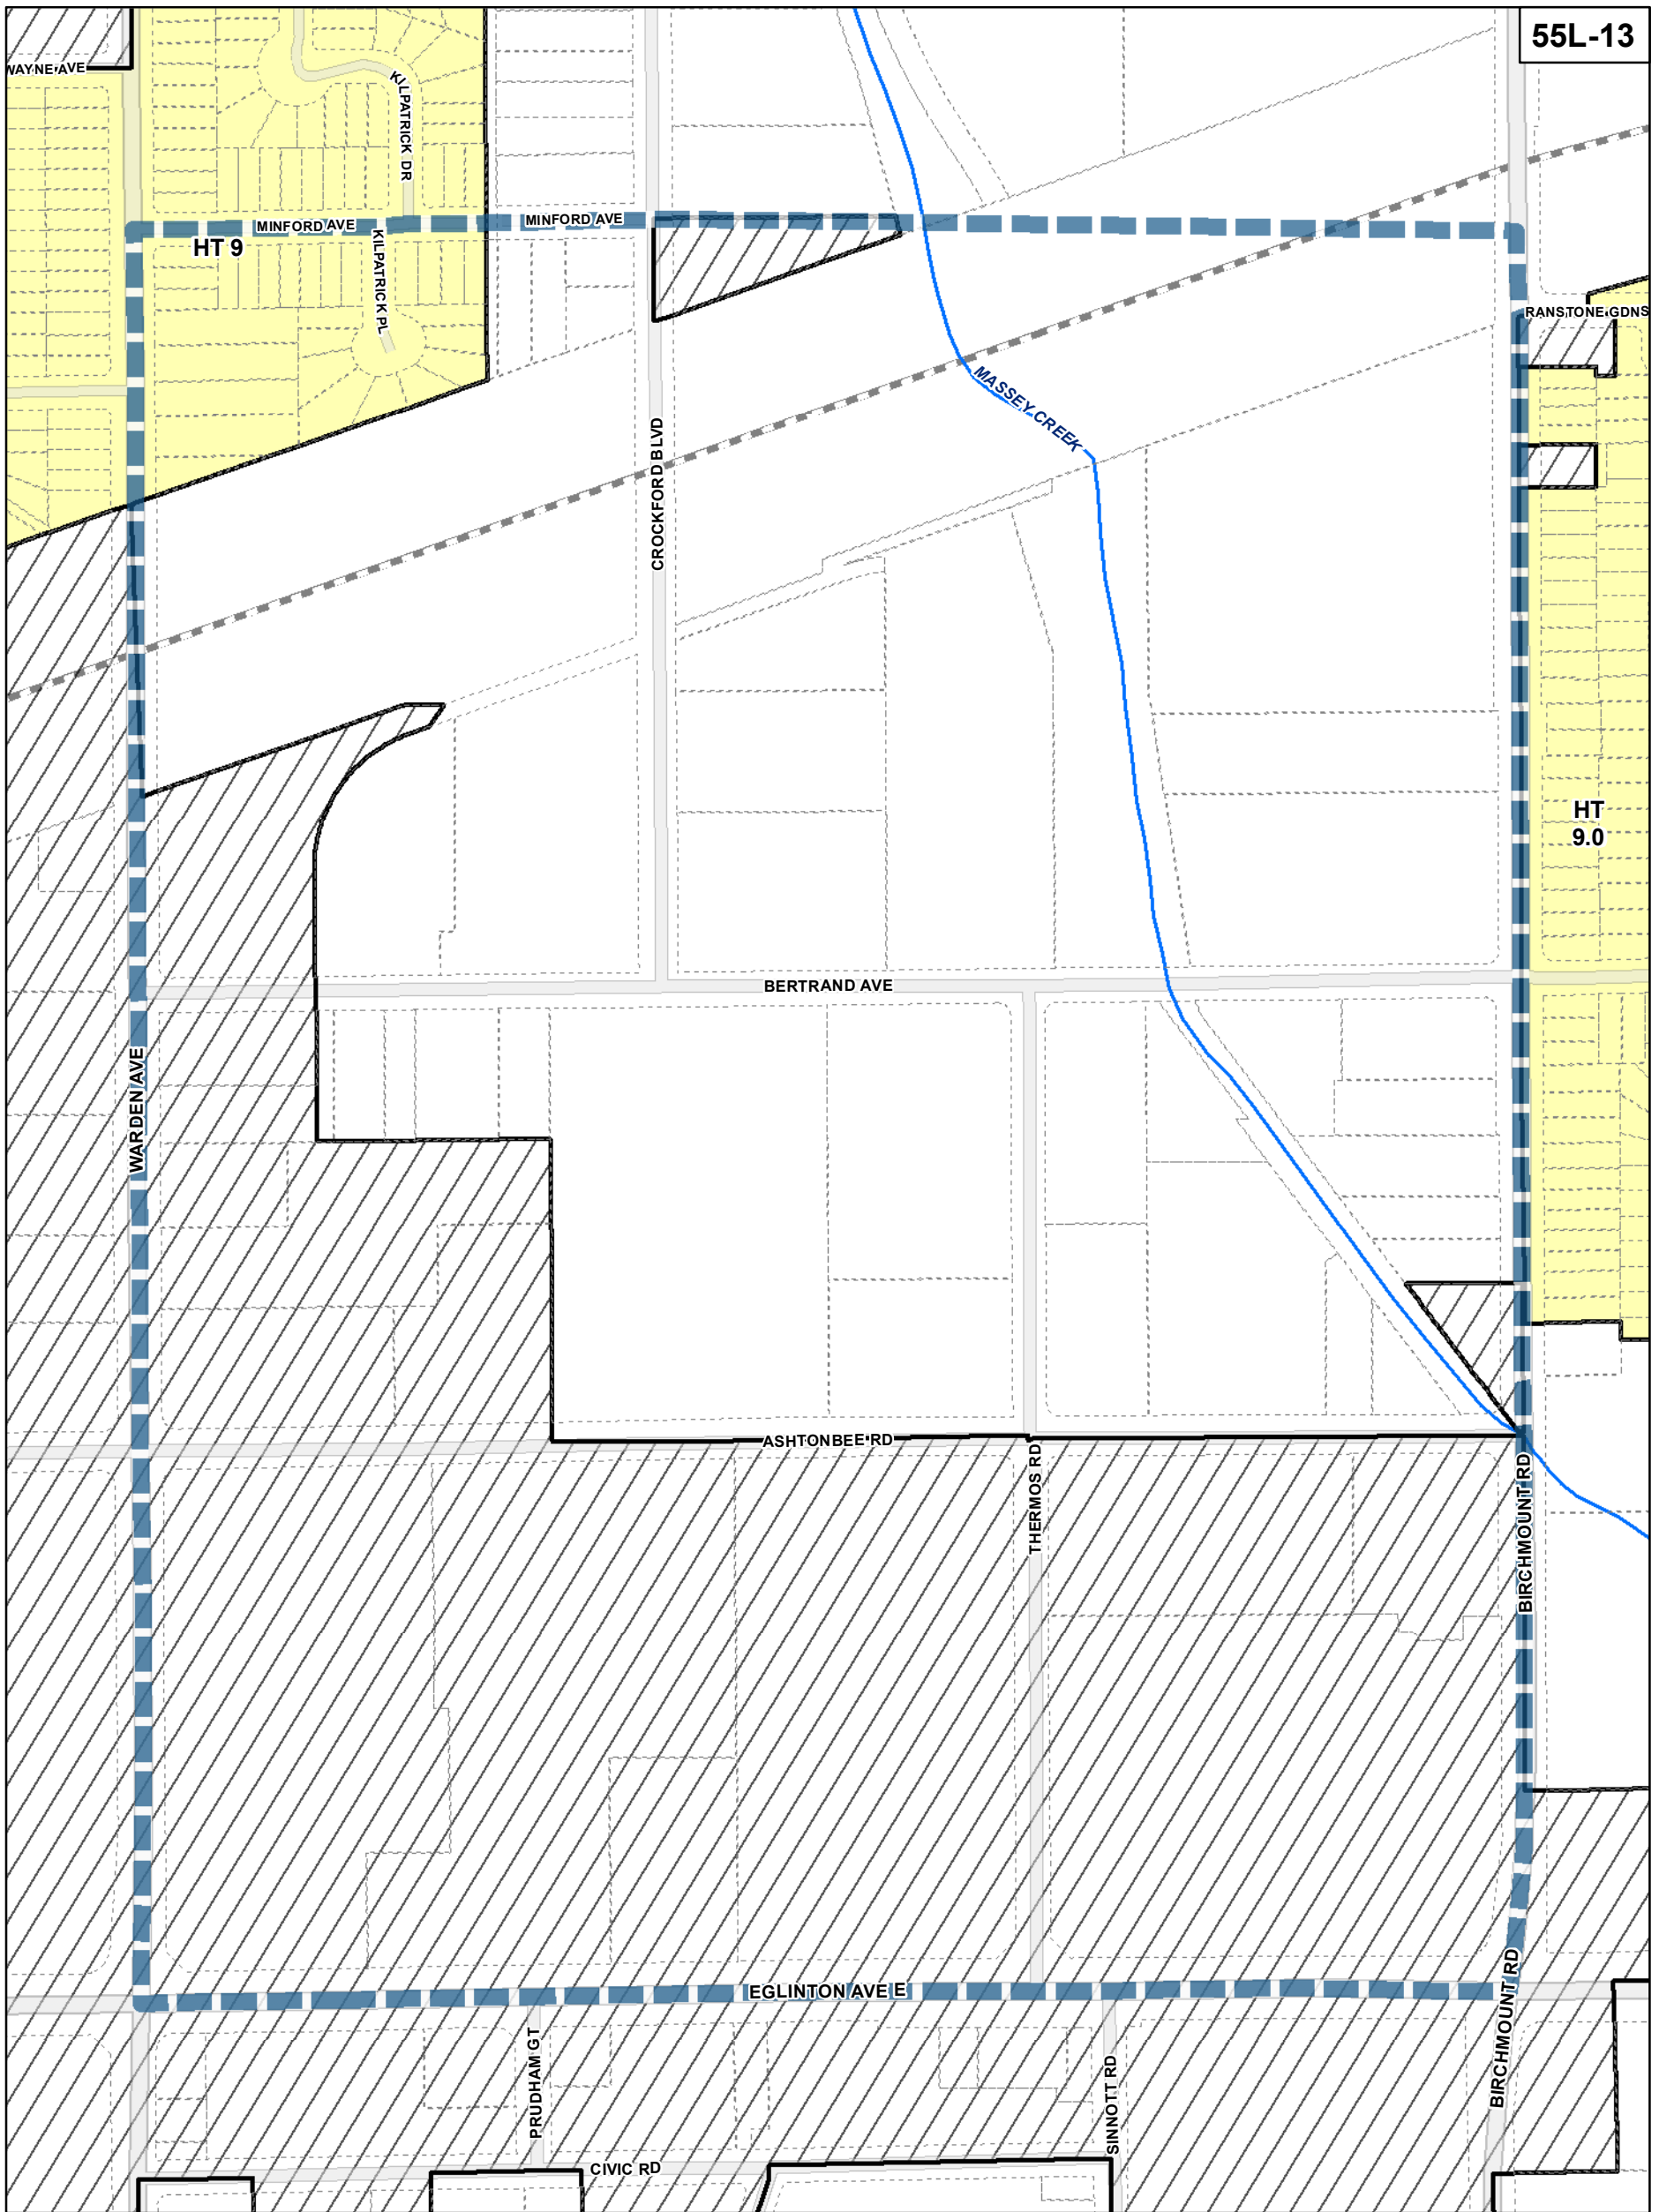 55L-13
WAYNE AVE
KILPATRICK DR
MINFORD AVE
MINFORD AVE
HT 9
KILPATRICK PL
RANSTONE GDNS
MASSEY CREEK
CROCKFORD BLVD
HT
9.0
BERTRAND AVE
WARDEN AVE
ASHTONBEE RD
THERMOS RD
BIRCHMOUNT RD
EGLINTON AVE E
BIRCHMOUNT RD
PRUDHAM GT
SINNOTT RD
CIVIC RD